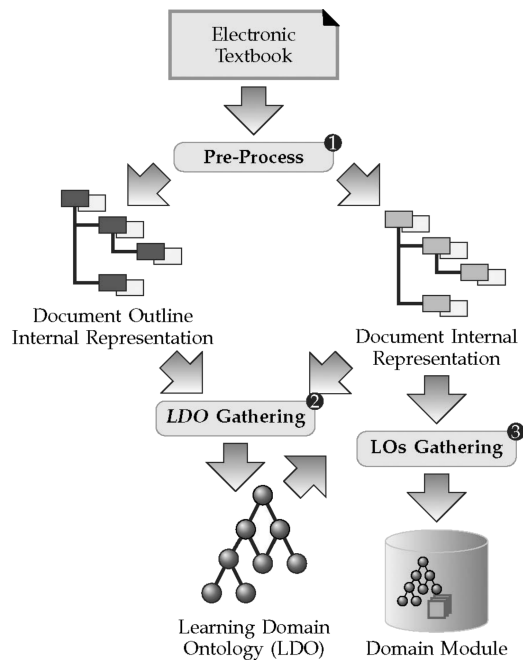 Electronic
Textbook
Pre-Process
1
Document Outline
Internal Representation
Document Internal
Representation
LDO Gathering
2
LOs Gathering
3
Learning Domain
Ontology (LDO)
Domain Module